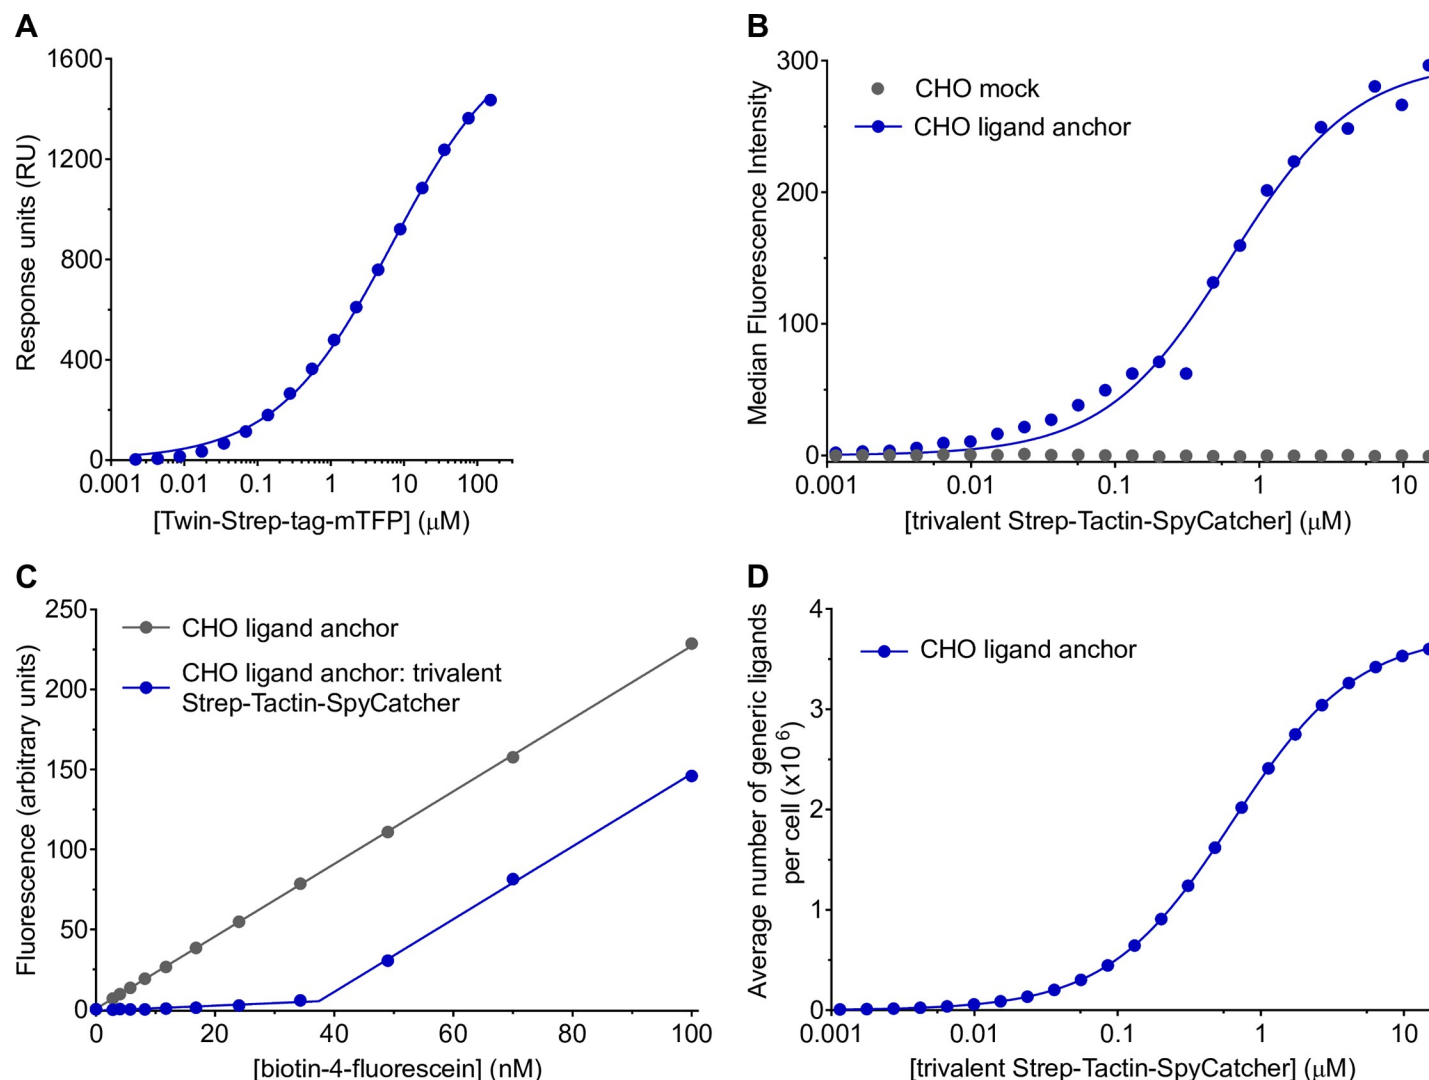 A
1600
1200
800
400
0
Response units (RU)
0.001 0.01 0.1 1 10 100
[Twin-Strep-tag-mTFP] (μM)
B
300
200
100
0
Median Fluorescence Intensity
CHO mock
CHO ligand anchor
0.001 0.01 0.1 1 10
[trivalent Strep-Tactin-SpyCatcher] (μM)
C
250
200
150
100
50
0
Fluorescence (arbitrary units)
CHO ligand anchor
CHO ligand anchor: trivalent
Strep-Tactin-SpyCatcher
0 20 40 60 80 100
[biotin-4-fluorescein] (nM)
D
4
3
2
1
0
Average number of generic ligands
per cell (x10⁶)
CHO ligand anchor
0.001 0.01 0.1 1 10
[trivalent Strep-Tactin-SpyCatcher] (μM)